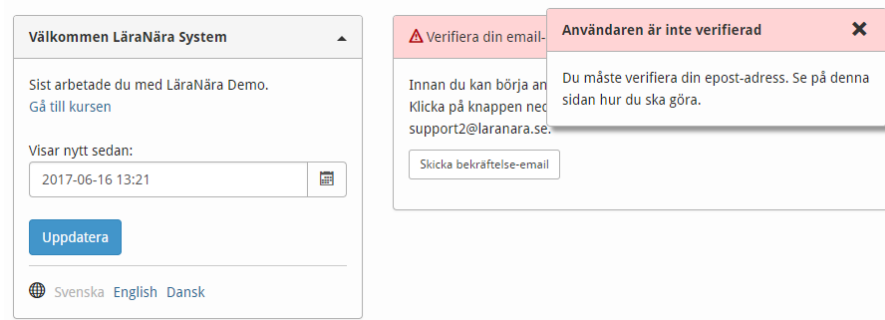 Välkommen LäraNära System
Sist arbetade du med LäraNära Demo.
Gå till kursen
Visar nytt sedan:
2017-06-16 13:21
Uppdatera
Svenska English Dansk
Verifiera din email-
Innan du kan börja an
Klicka på knappen ned
support2@laranara.se.
Skicka bekräftelse-email
Användaren är inte verifierad
Du måste verifiera din epost-adress. Se på denna
sidan hur du ska göra.